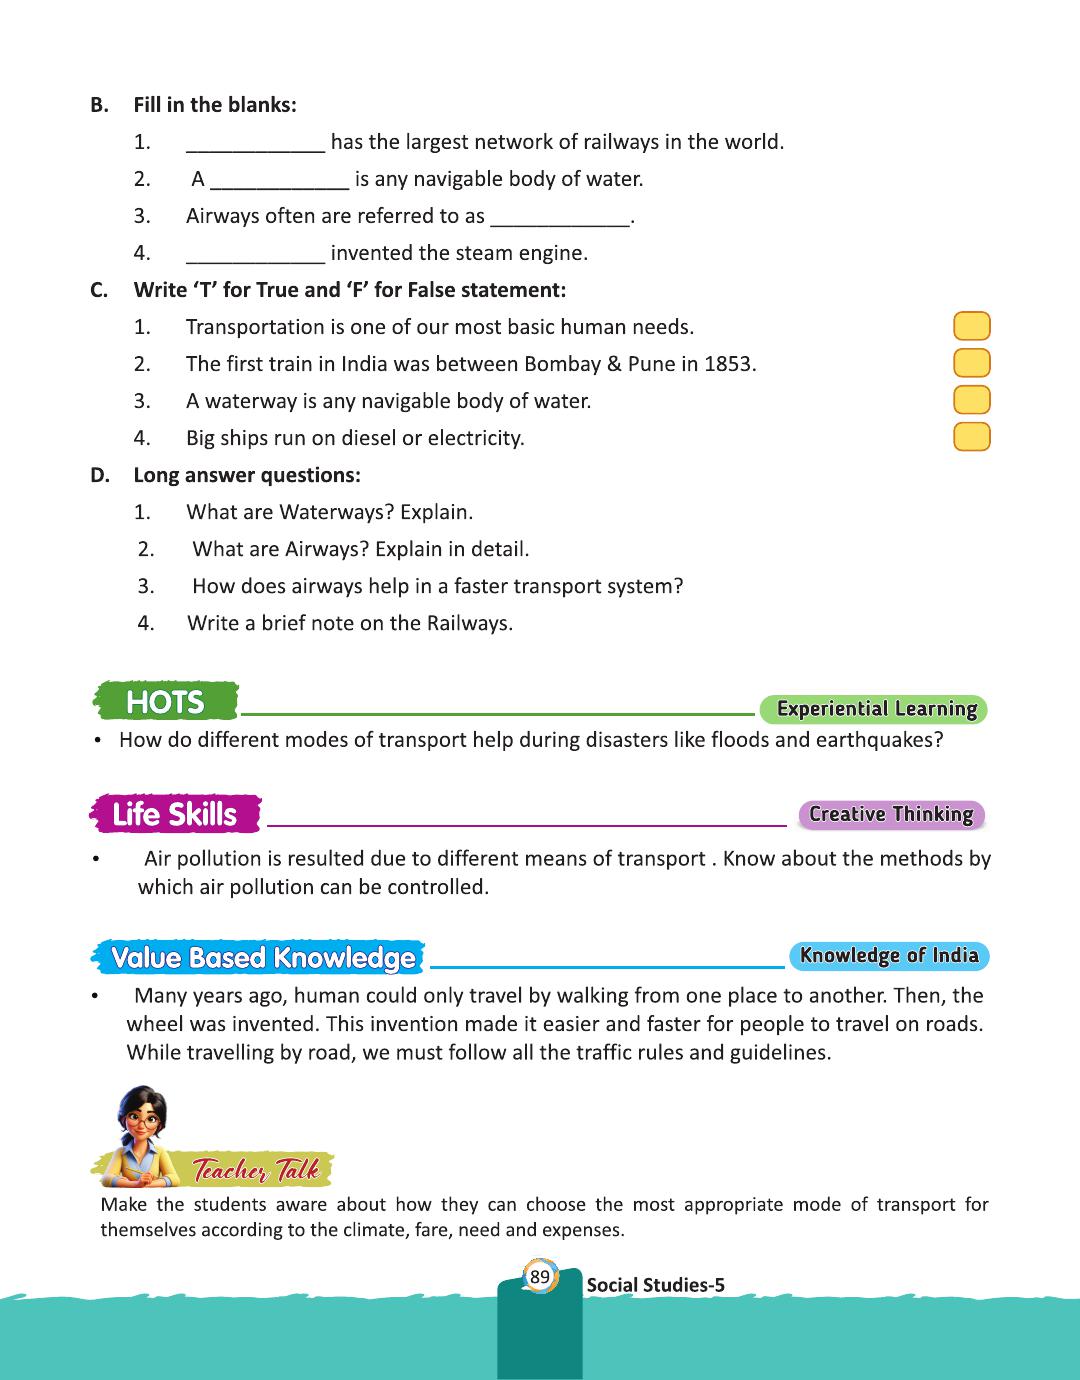 B. Fill in the blanks:
1. ____________ has the largest network of railways in the world.
2. A ____________ is any navigable body of water.
3. Airways often are referred to as ____________.
4. ____________ invented the steam engine.
C. Write ‘T’ for True and ‘F’ for False statement:
1. Transportation is one of our most basic human needs.
2. The first train in India was between Bombay & Pune in 1853.
3. A waterway is any navigable body of water.
4. Big ships run on diesel or electricity.
D. Long answer questions:
1. What are Waterways? Explain.
2. What are Airways? Explain in detail.
3. How does airways help in a faster transport system?
4. Write a brief note on the Railways.
HOTS Experiential Learning
• How do different modes of transport help during disasters like floods and earthquakes?
Life Skills Creative Thinking
• Air pollution is resulted due to different means of transport . Know about the methods by
which air pollution can be controlled.
Value Based Knowledge Knowledge of India
• Many years ago, human could only travel by walking from one place to another. Then, the
wheel was invented. This invention made it easier and faster for people to travel on roads.
While travelling by road, we must follow all the traffic rules and guidelines.
Teacher Talk
Make the students aware about how they can choose the most appropriate mode of transport for
themselves according to the climate, fare, need and expenses.
89 Social Studies-5